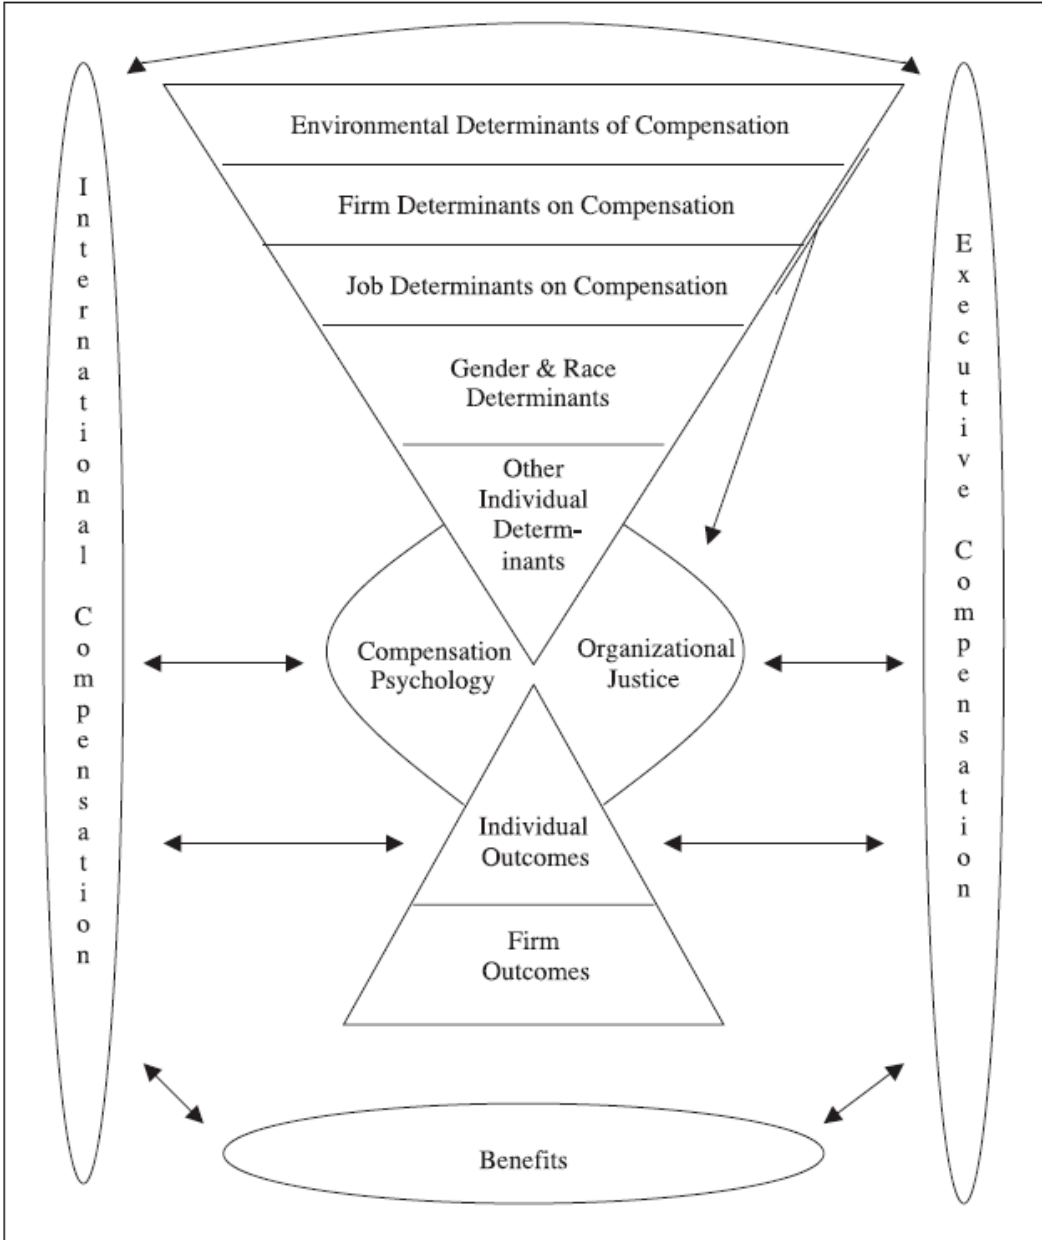 Environmental Determinants of Compensation
Firm Determinants on Compensation
Job Determinants on Compensation
Gender & Race
Determinants
Other
Individual
Determ-
inants
International Compensation
Compensation
Psychology
Organizational
Justice
Executive Compensation
Individual
Outcomes
Firm
Outcomes
Benefits